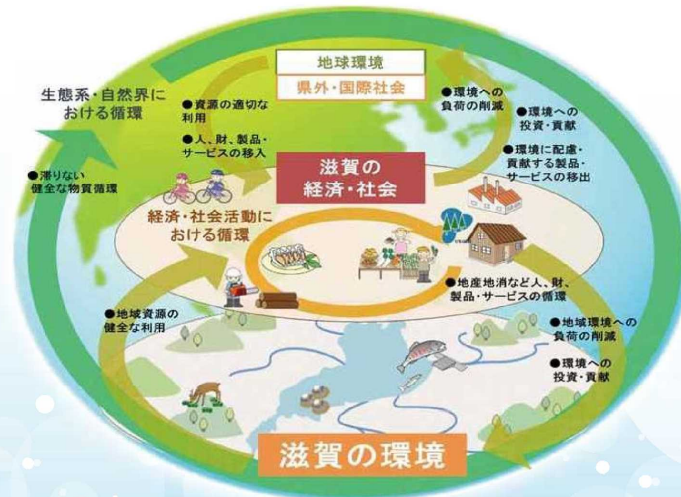 地球環境
県外・国際社会
生態系・自然界に
おける循環
●資源の適切な
利用
●人、財、製品・
サービスの移入
●環境への
負荷の削減
●環境への
投資・貢献
●環境に配慮・
貢献する製品・
サービスの移出
●滞りない
健全な物質循環
滋賀の
経済・社会
経済・社会活動に
おける循環
●地産地消など人、財、
製品・サービスの循環
●地域資源の
健全な利用
●地域環境への
負荷の削減
●環境への
投資・貢献
滋賀の環境